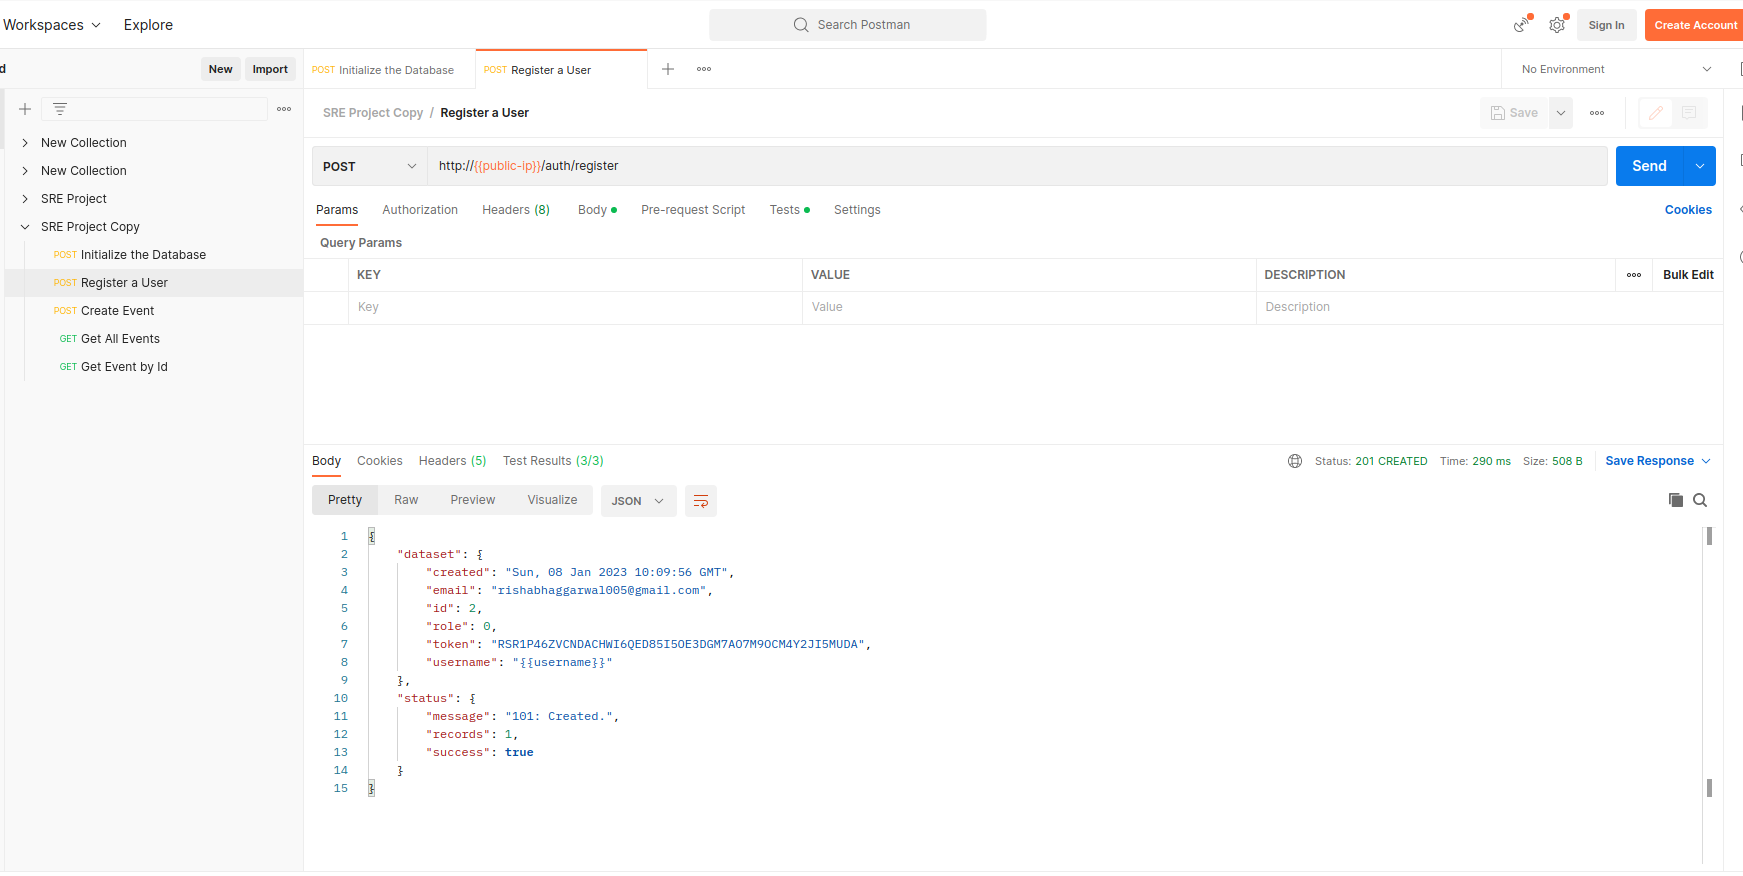 Workspaces Explore Search Postman Sign In Create Account
d New Import POST Initialize the Database POST Register a User No Environment
SRE Project Copy / Register a User Save
New Collection
New Collection
SRE Project
SRE Project Copy
POST Initialize the Database
POST Register a User
POST Create Event
GET Get All Events
GET Get Event by Id
POST http://{{public-ip}}/auth/register Send
Params Authorization Headers (8) Body Pre-request Script Tests Settings Cookies
Query Params
KEY VALUE DESCRIPTION Bulk Edit
Key Value Description
Body Cookies Headers (5) Test Results (3/3) Status: 201 CREATED Time: 290 ms Size: 508 B Save Response
Pretty Raw Preview Visualize JSON
1 {
2 "dataset": {
3 "created": "Sun, 08 Jan 2023 10:09:56 GMT",
4 "email": "rishabhaggarwal005@gmail.com",
5 "id": 2,
6 "role": 0,
7 "token": "RSR1P46ZVCNDACHWI6QED85I5OE3DGM7AO7M9OCM4Y2JI5MUDA",
8 "username": "{{username}}"
9 },
10 "status": {
11 "message": "101: Created.",
12 "records": 1,
13 "success": true
14 }
15 }